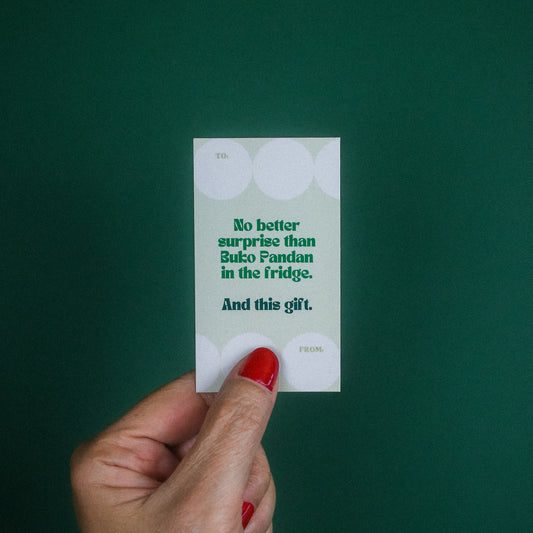 TO:
No better
surprise than
Buko Pandan
in the fridge.
And this gift.
FROM: